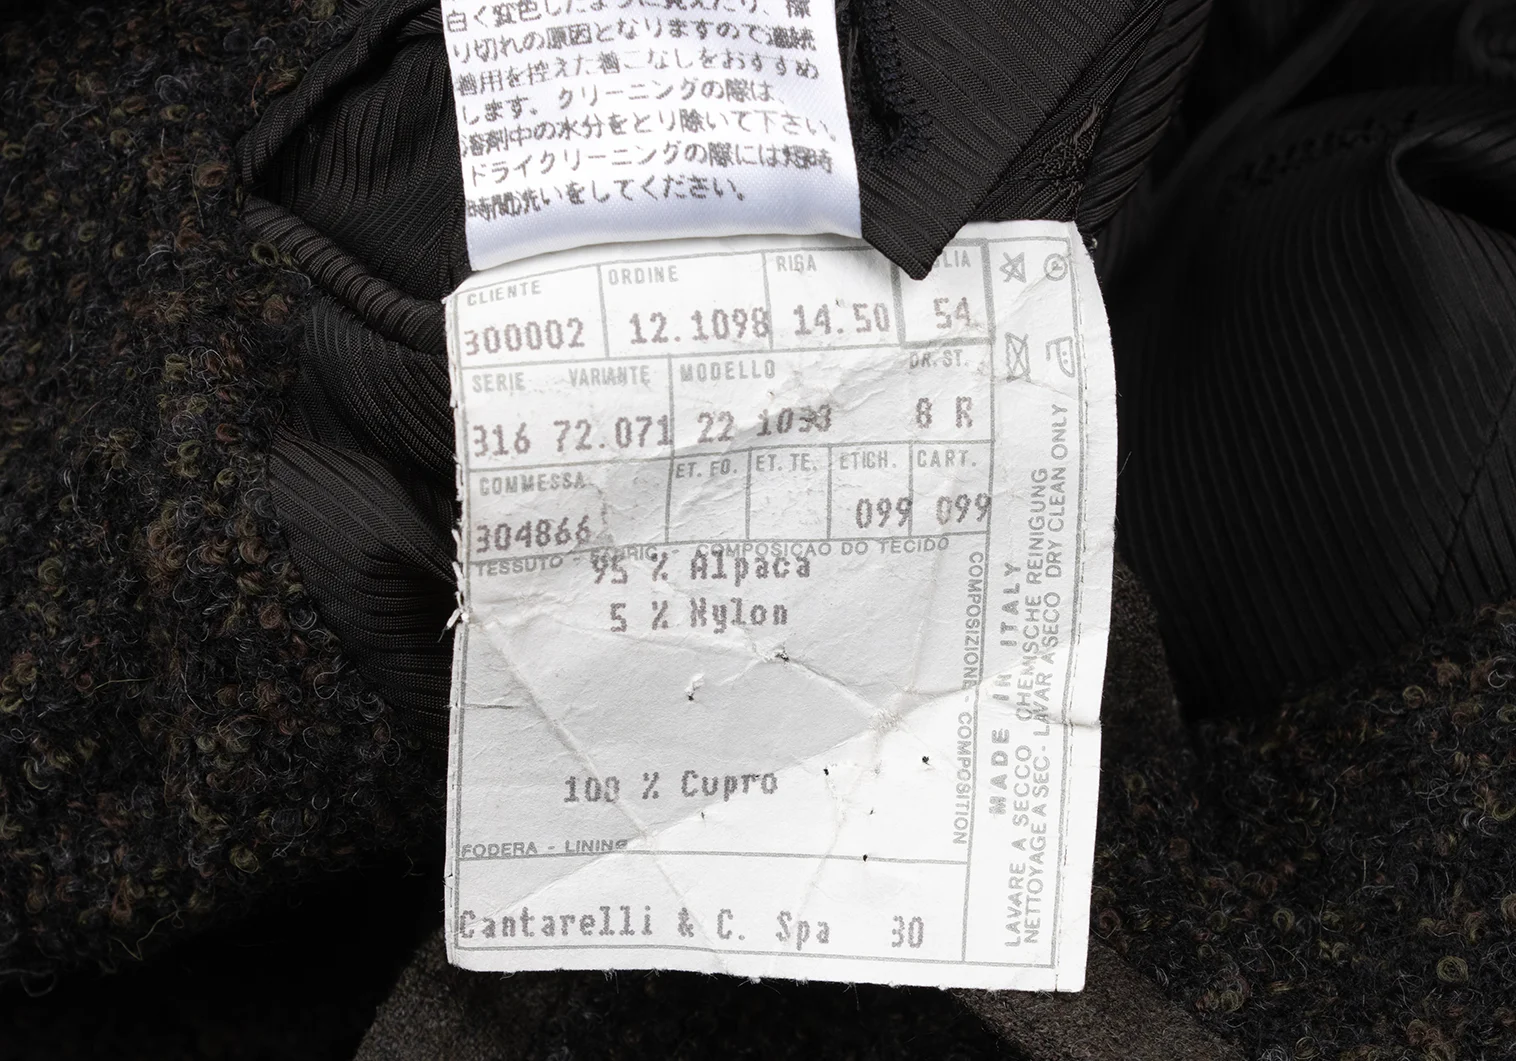 白く変色したように見えたり、擦
り切れの原因となりますので連続
着用を控えた着こなしをおすすめ
します。クリーニングの際は、
溶剤中の水分をとり除いて下さい。
ドライクリーニングの際には短時
時間洗いをしてください。
CLIENTE ORDINE RIGA
300002 12.1098 14.50 54
SERIE VARIANTE MODELLO DR.ST.
316 72.071 22 8 R
COMMESSA ET. FO. ET. TE. ETICH. CART.
304866 099 099
TESSUTO - FABRIC - COMPOSIÇAO DO TECIDO
95 % Alpaca
5 % Nylon
100 % Cupro
FODERA - LINING
Cantarelli & C. Spa 30
COMPOSIZIONE - COMPOSITION
MADE IN ITALY
LAVARE A SECCO CHEMISCHE REINIGUNG
NETTOYAGE A SEC - LAVAR A SECO DRY CLEAN ONLY